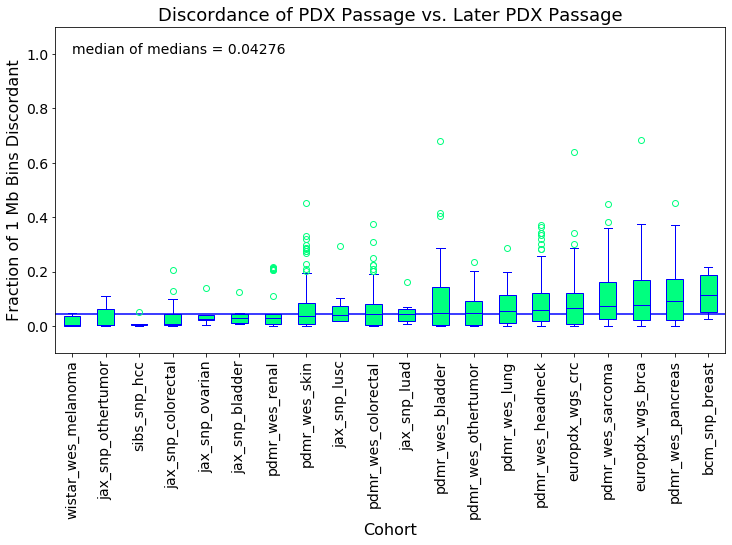 Discordance of PDX Passage vs. Later PDX Passage
median of medians = 0.04276
Fraction of 1 Mb Bins Discordant
1.0
0.8
0.6
0.4
0.2
0.0
wistar_wes_melanoma
jax_snp_othertumor
sibs_snp_hcc
jax_snp_colorectal
jax_snp_ovarian
jax_snp_bladder
pdmr_wes_renal
pdmr_wes_skin
jax_snp_lusc
pdmr_wes_colorectal
jax_snp_luad
pdmr_wes_bladder
pdmr_wes_othertumor
pdmr_wes_lung
pdmr_wes_headneck
europdx_wgs_crc
pdmr_wes_sarcoma
europdx_wgs_brca
pdmr_wes_pancreas
bcm_snp_breast
Cohort